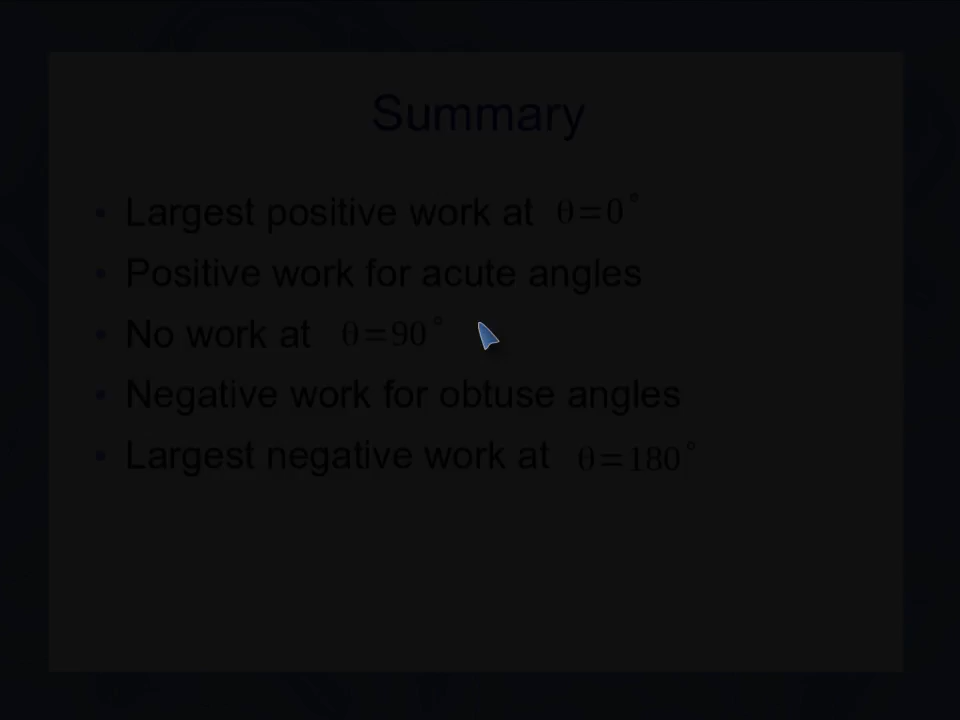 Summary
• Largest positive work at θ=0°
• Positive work for acute angles
• No work at θ=90°
• Negative work for obtuse angles
• Largest negative work at θ=180°